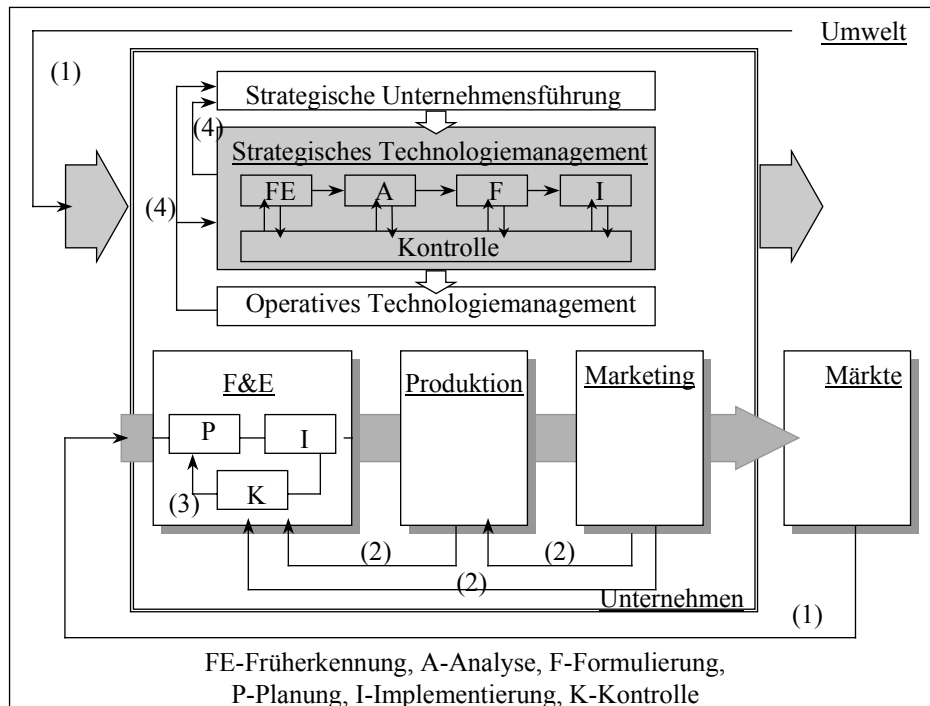 Umwelt
(1)
Strategische Unternehmensführung
(4)
Strategisches Technologiemanagement
FE A F I
(4)
Kontrolle
Operatives Technologiemanagement
F&E Produktion Marketing Märkte
P I
K
(3)
(2) (2)
(2)
Unternehmen
(1)
FE-Früherkennung, A-Analyse, F-Formulierung,
P-Planung, I-Implementierung, K-Kontrolle